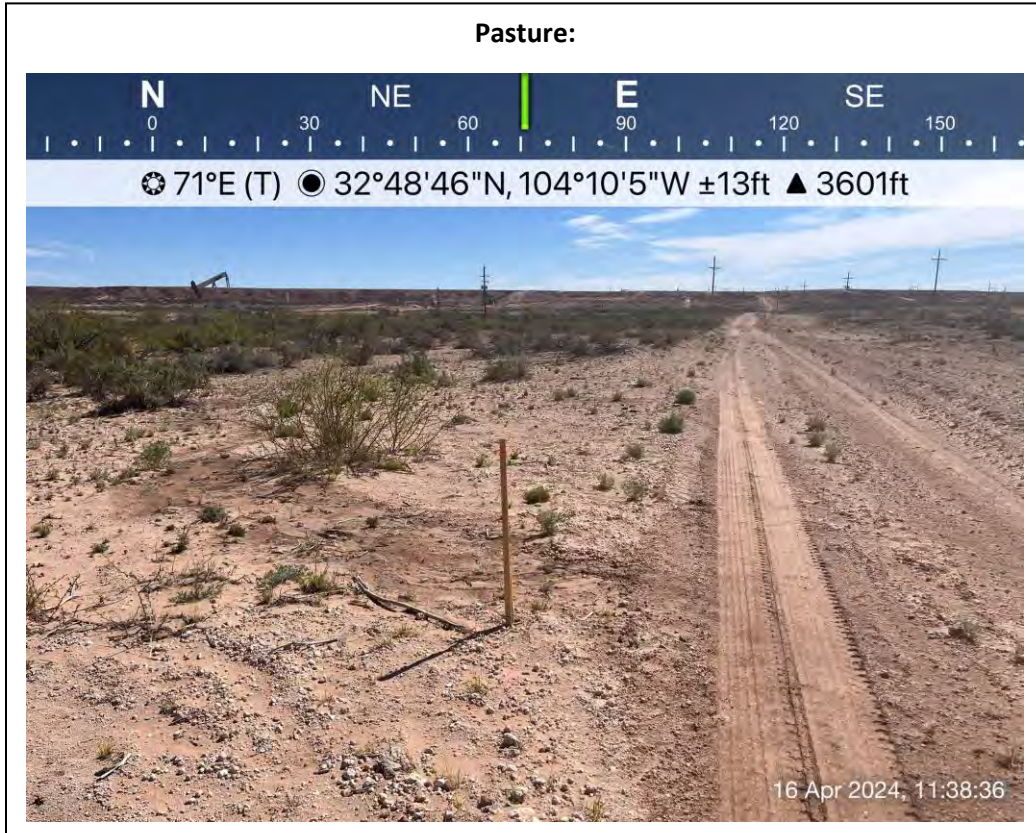 Pasture:
N NE E SE
0 30 60 90 120 150
71°E (T) 32°48'46"N, 104°10'5"W ±13ft ▲ 3601ft
16 Apr 2024, 11:38:36